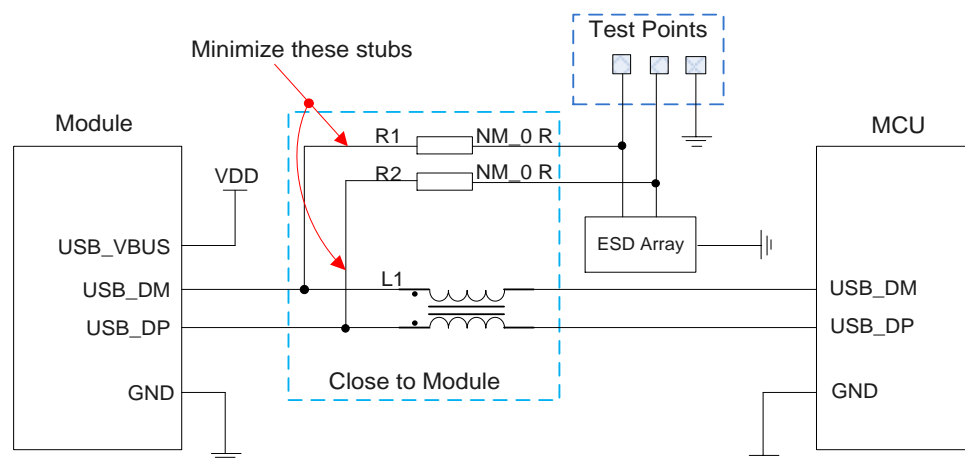 Test Points
Minimize these stubs
Module
MCU
R1 NM_0 R
VDD
R2 NM_0 R
ESD Array
USB_VBUS
USB_DM
L1
USB_DM
USB_DP
USB_DP
Close to Module
GND
GND